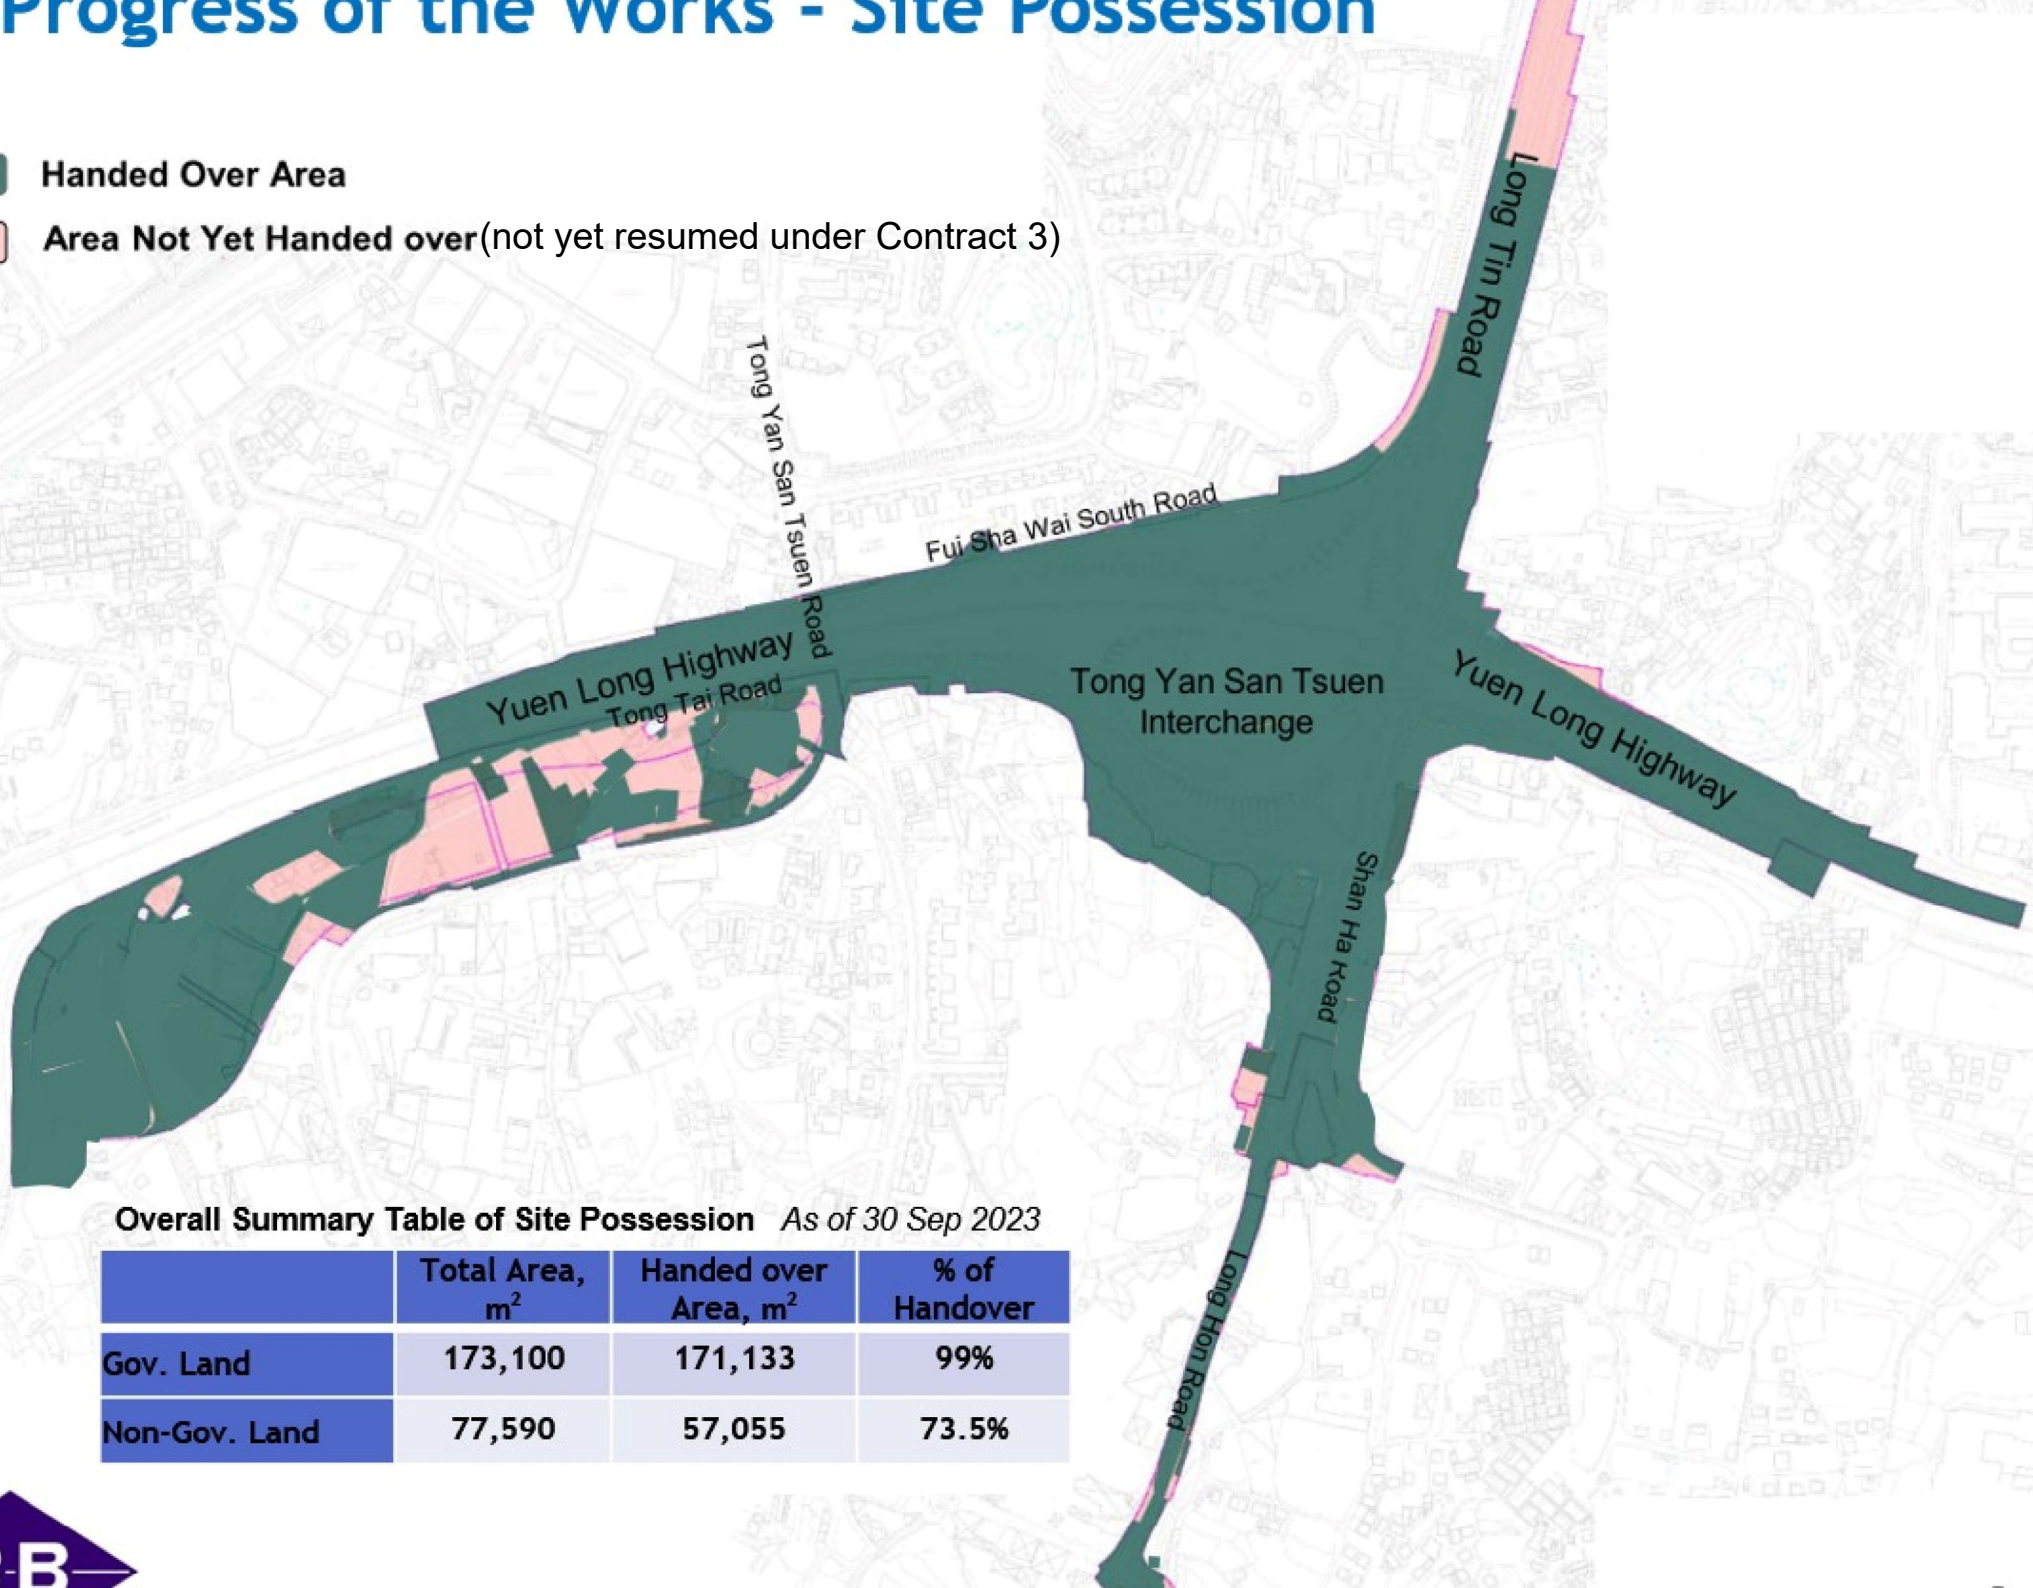 Progress of the Works - Site Possession
Handed Over Area
Area Not Yet Handed over(not yet resumed under Contract 3)
Long Tin Road
Tong Yan San Tsuen Road
Fui Sha Wai South Road
Yuen Long Highway
Tong Tai Road
Tong Yan San Tsuen
Interchange
Yuen Long Highway
Shan Ha Road
Long Hon Road
Overall Summary Table of Site Possession As of 30 Sep 2023
Total Area, m² Handed over Area, m² % of Handover
Gov. Land 173,100 171,133 99%
Non-Gov. Land 77,590 57,055 73.5%
B